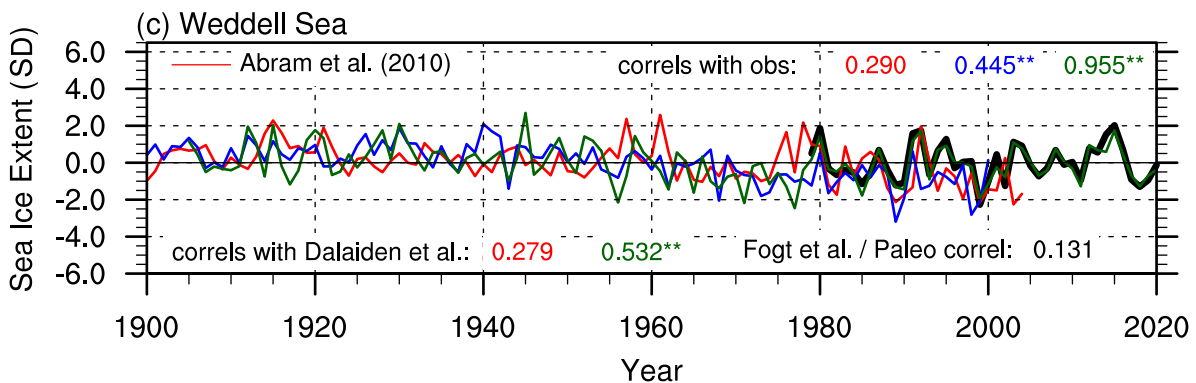 (c) Weddell Sea
Sea Ice Extent (SD)
6.0
4.0
2.0
0.0
-2.0
-4.0
-6.0
Abram et al. (2010)
correls with obs: 0.290 0.445** 0.955**
correls with Dalaiden et al.: 0.279 0.532**
Fogt et al. / Paleo correl: 0.131
1900 1920 1940 1960 1980 2000 2020
Year